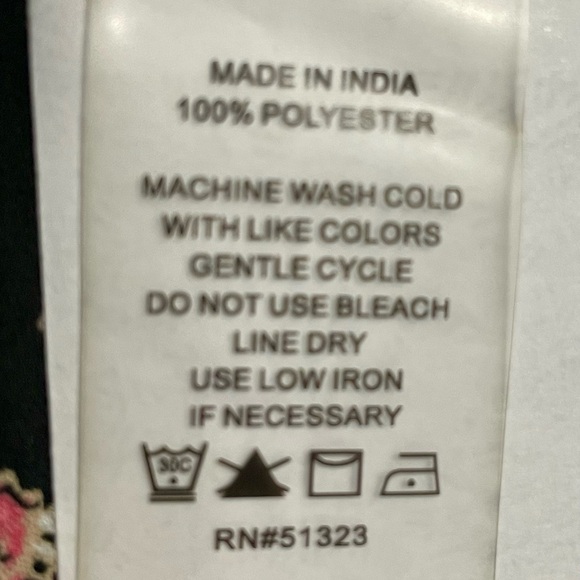 MADE IN INDIA
100% POLYESTER
MACHINE WASH COLD
WITH LIKE COLORS
GENTLE CYCLE
DO NOT USE BLEACH
LINE DRY
USE LOW IRON
IF NECESSARY
30C
RN#51323